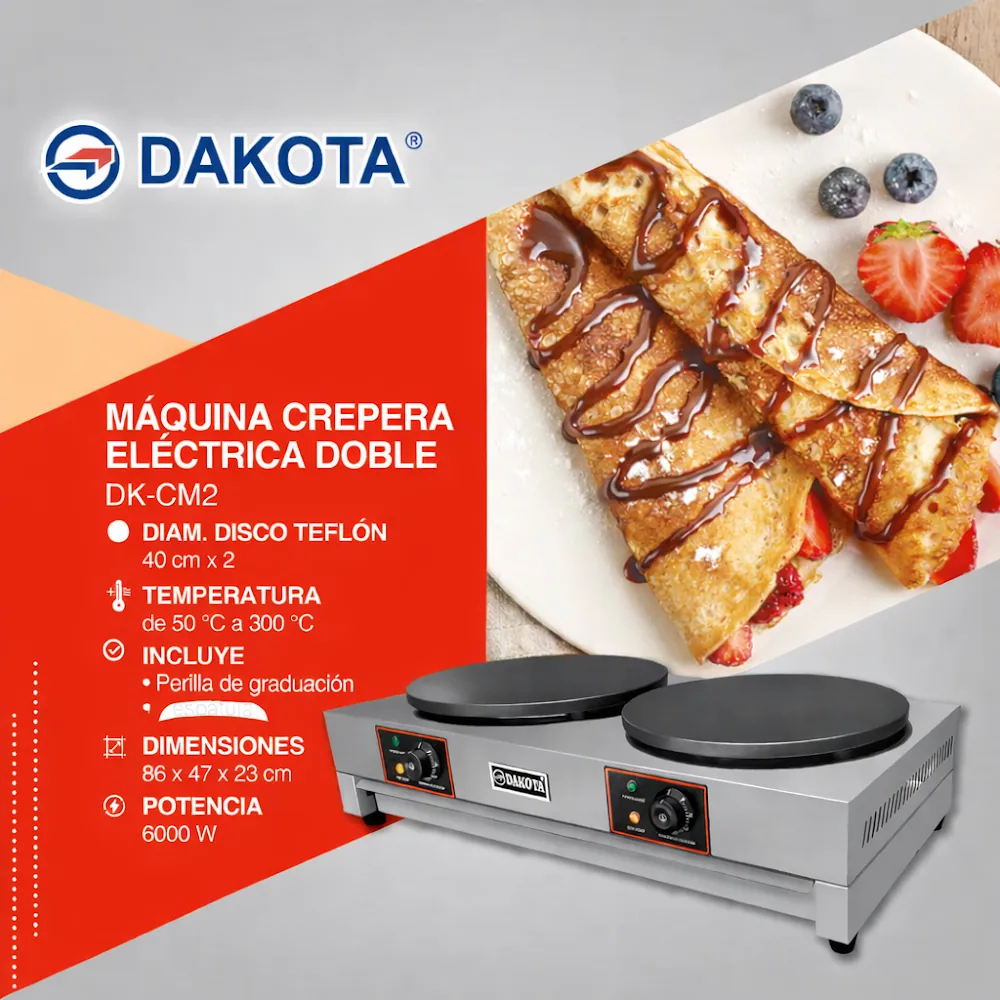 DAKOTA®
MÁQUINA CREPERA
ELÉCTRICA DOBLE
DK-CM2
DIAM. DISCO TEFLÓN
40 cm x 2
TEMPERATURA
de 50 °C a 300 °C
INCLUYE
• Perilla de graduación
• espatula
DIMENSIONES
86 x 47 x 23 cm
POTENCIA
6000 W
DAKOTA